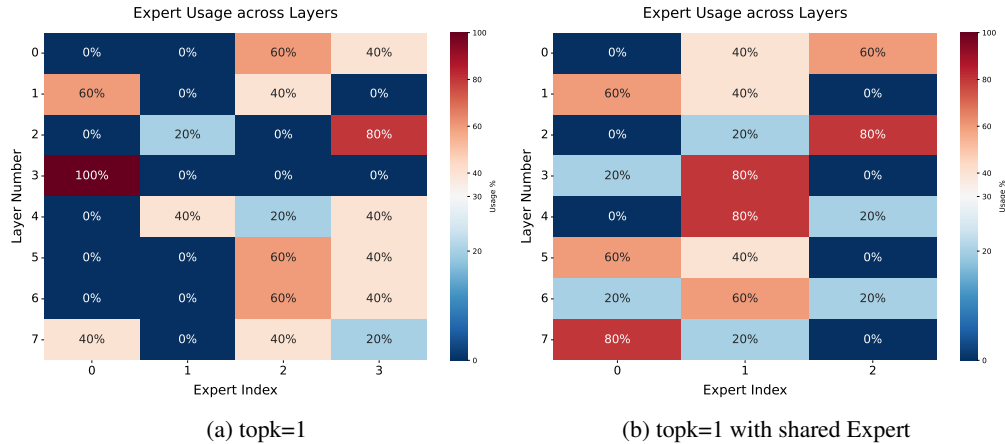 Expert Usage across Layers
0 0% 0% 60% 40%
1 60% 0% 40% 0%
2 0% 20% 0% 80%
3 100% 0% 0% 0%
4 0% 40% 20% 40%
5 0% 0% 60% 40%
6 0% 0% 60% 40%
7 40% 0% 40% 20%
0 1 2 3
Layer Number
Expert Index
100
80
60
40
30
20
0
Usage %
(a) topk=1
Expert Usage across Layers
0 0% 40% 60%
1 60% 40% 0%
2 0% 20% 80%
3 20% 80% 0%
4 0% 80% 20%
5 60% 40% 0%
6 20% 60% 20%
7 80% 20% 0%
0 1 2
Layer Number
Expert Index
100
80
60
40
30
20
0
Usage %
(b) topk=1 with shared Expert